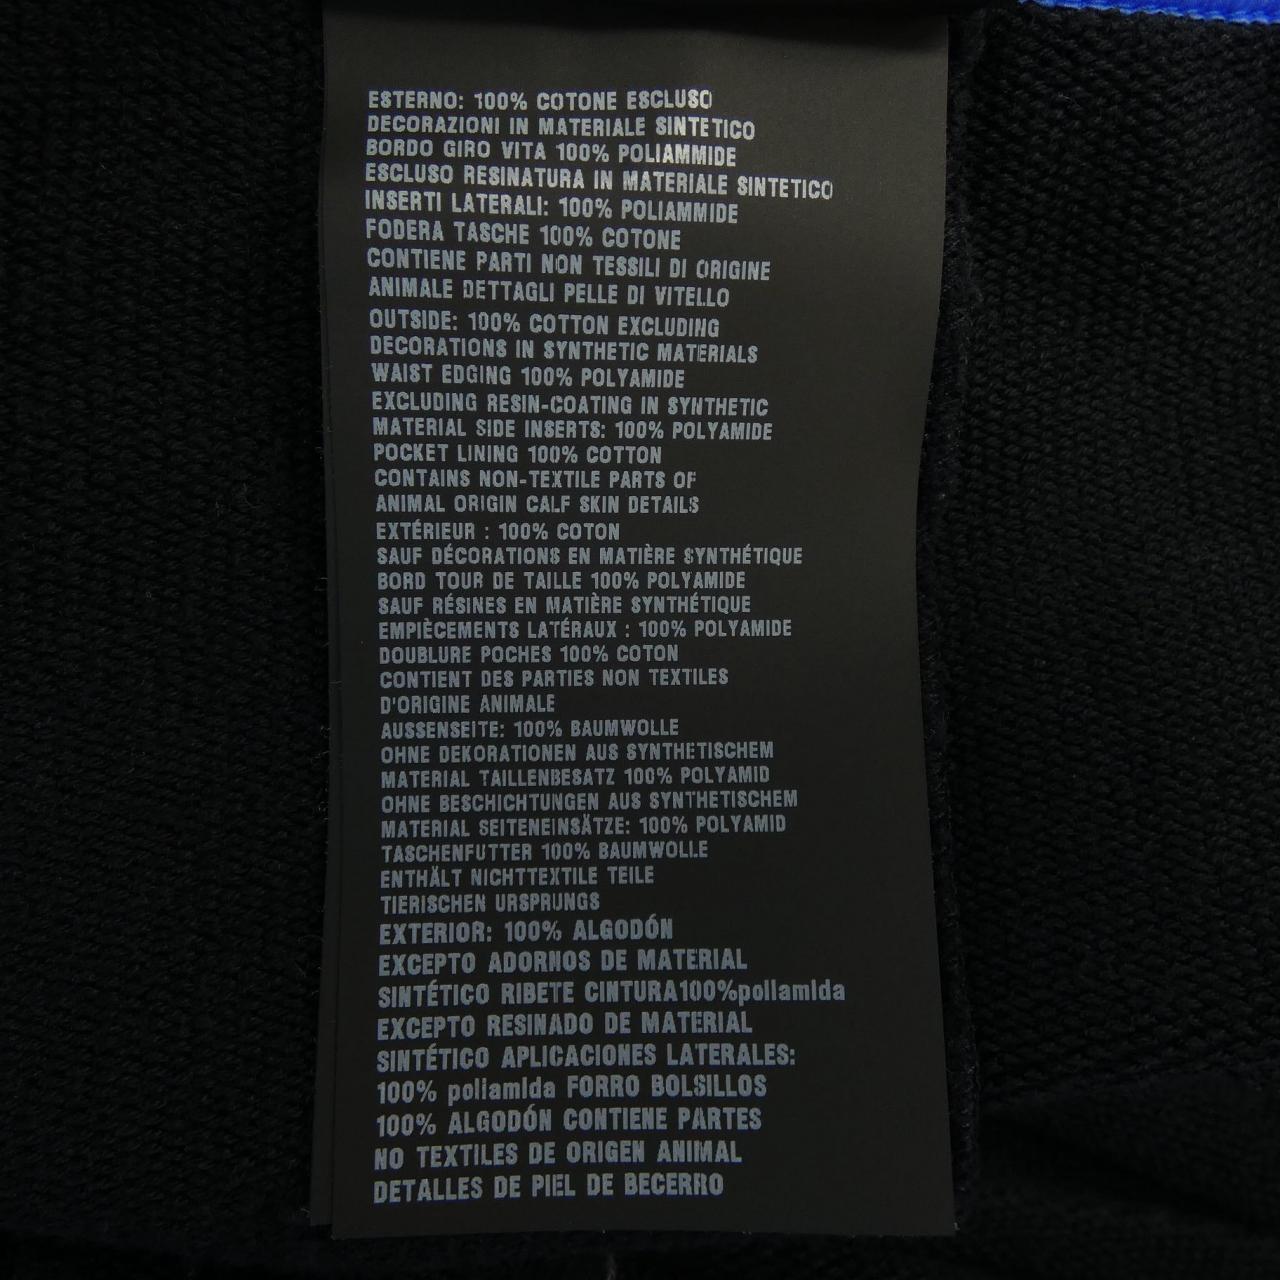 ESTERNO: 100% COTONE ESCLUSO
DECORAZIONI IN MATERIALE SINTETICO
BORDO GIRO VITA 100% POLIAMMIDE
ESCLUSO RESINATURA IN MATERIALE SINTETICO
INSERTI LATERALI: 100% POLIAMMIDE
FODERA TASCHE 100% COTONE
CONTIENE PARTI NON TESSILI DI ORIGINE
ANIMALE DETTAGLI PELLE DI VITELLO
OUTSIDE: 100% COTTON EXCLUDING
DECORATIONS IN SYNTHETIC MATERIALS
WAIST EDGING 100% POLYAMIDE
EXCLUDING RESIN-COATING IN SYNTHETIC
MATERIAL SIDE INSERTS: 100% POLYAMIDE
POCKET LINING 100% COTTON
CONTAINS NON-TEXTILE PARTS OF
ANIMAL ORIGIN CALF SKIN DETAILS
EXTÉRIEUR : 100% COTON
SAUF DÉCORATIONS EN MATIÈRE SYNTHÉTIQUE
BORD TOUR DE TAILLE 100% POLYAMIDE
SAUF RÉSINES EN MATIÈRE SYNTHÉTIQUE
EMPIÈCEMENTS LATÉRAUX : 100% POLYAMIDE
DOUBLURE POCHES 100% COTON
CONTIENT DES PARTIES NON TEXTILES
D'ORIGINE ANIMALE
AUSSENSEITE: 100% BAUMWOLLE
OHNE DEKORATIONEN AUS SYNTHETISCHEM
MATERIAL TAILLENBESATZ 100% POLYAMID
OHNE BESCHICHTUNGEN AUS SYNTHETISCHEM
MATERIAL SEITENEINSÄTZE: 100% POLYAMID
TASCHENFUTTER 100% BAUMWOLLE
ENTHÄLT NICHTTEXTILE TEILE
TIERISCHEN URSPRUNGS
EXTERIOR: 100% ALGODÓN
EXCEPTO ADORNOS DE MATERIAL
SINTÉTICO RIBETE CINTURA100%poliamida
EXCEPTO RESINADO DE MATERIAL
SINTÉTICO APLICACIONES LATERALES:
100% poliamida FORRO BOLSILLOS
100% ALGODÓN CONTIENE PARTES
NO TEXTILES DE ORIGEN ANIMAL
DETALLES DE PIEL DE BECERRO